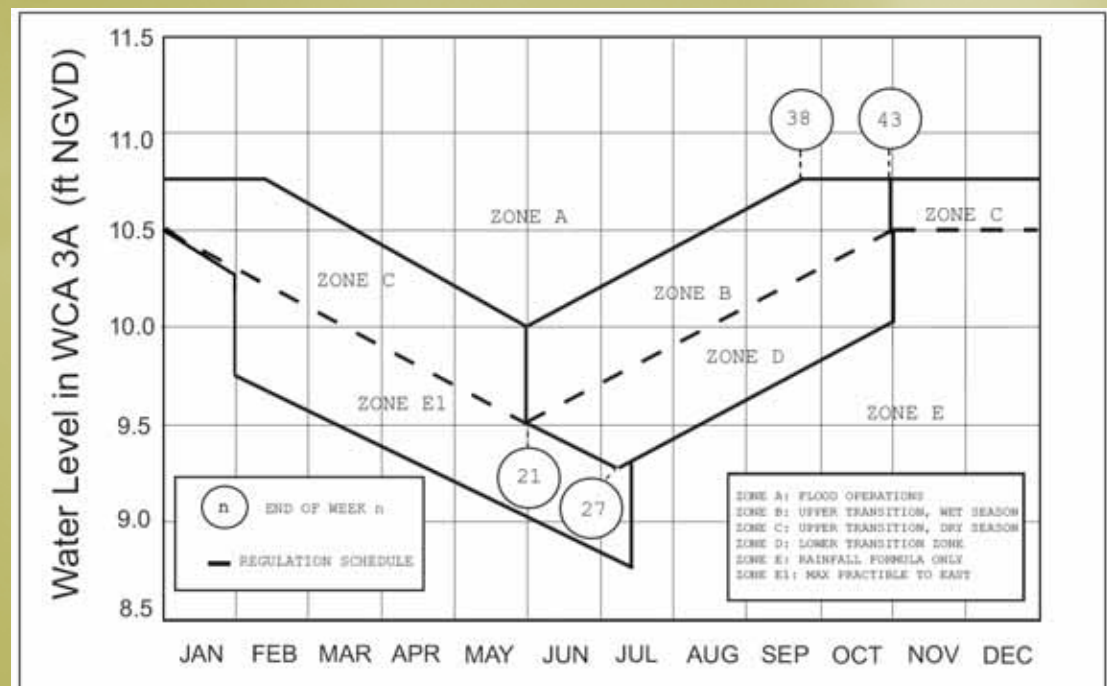 Water Level in WCA 3A (ft NGVD)
11.5
11.0
10.5
10.0
9.5
9.0
8.5
38
43
ZONE A
ZONE C
ZONE C
ZONE B
ZONE D
ZONE E1
ZONE E
21
27
n END OF WEEK n
REGULATION SCHEDULE
ZONE A: FLOOD OPERATIONS
ZONE B: UPPER TRANSITION, WET SEASON
ZONE C: UPPER TRANSITION, DRY SEASON
ZONE D: LOWER TRANSITION ZONE
ZONE E: RAINFALL FORMULA ONLY
ZONE E1: MAX PRACTIBLE TO EAST
JAN FEB MAR APR MAY JUN JUL AUG SEP OCT NOV DEC